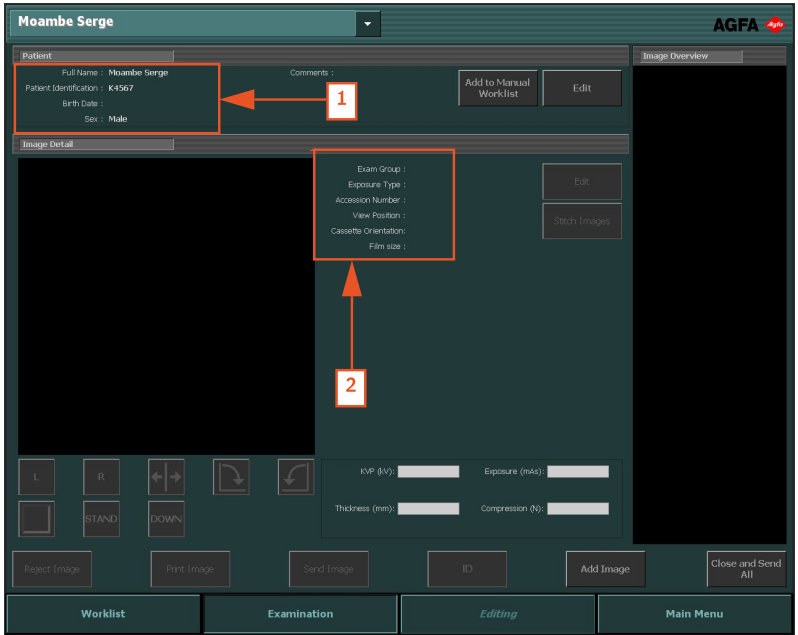 Moambe Serge
AGFA Agfa
Patient
Image Overview
Full Name : Moambe Serge
Patient Identification : K4567
Birth Date :
Sex : Male
Comments :
Add to Manual
Worklist
Edit
1
Image Detail
Exam Group :
Exposure Type :
Accession Number :
View Position :
Cassette Orientation:
Film size :
Edit
Stitch Images
2
L
R
STAND
DOWN
KVP (kV):
Exposure (mAs):
Thickness (mm):
Compression (N):
Reject Image
Print Image
Send Image
ID
Add Image
Close and Send
All
Worklist
Examination
Editing
Main Menu